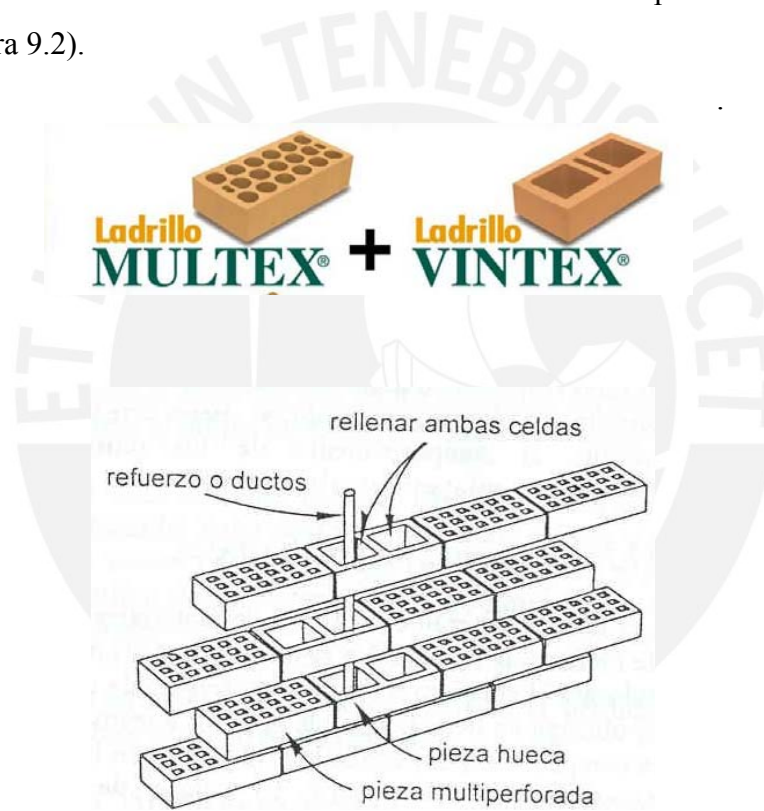 ra 9.2).
Ladrillo
MULTEX®
+
Ladrillo
VINTEX®
rellenar ambas celdas
refuerzo o ductos
pieza hueca
pieza multiperforada